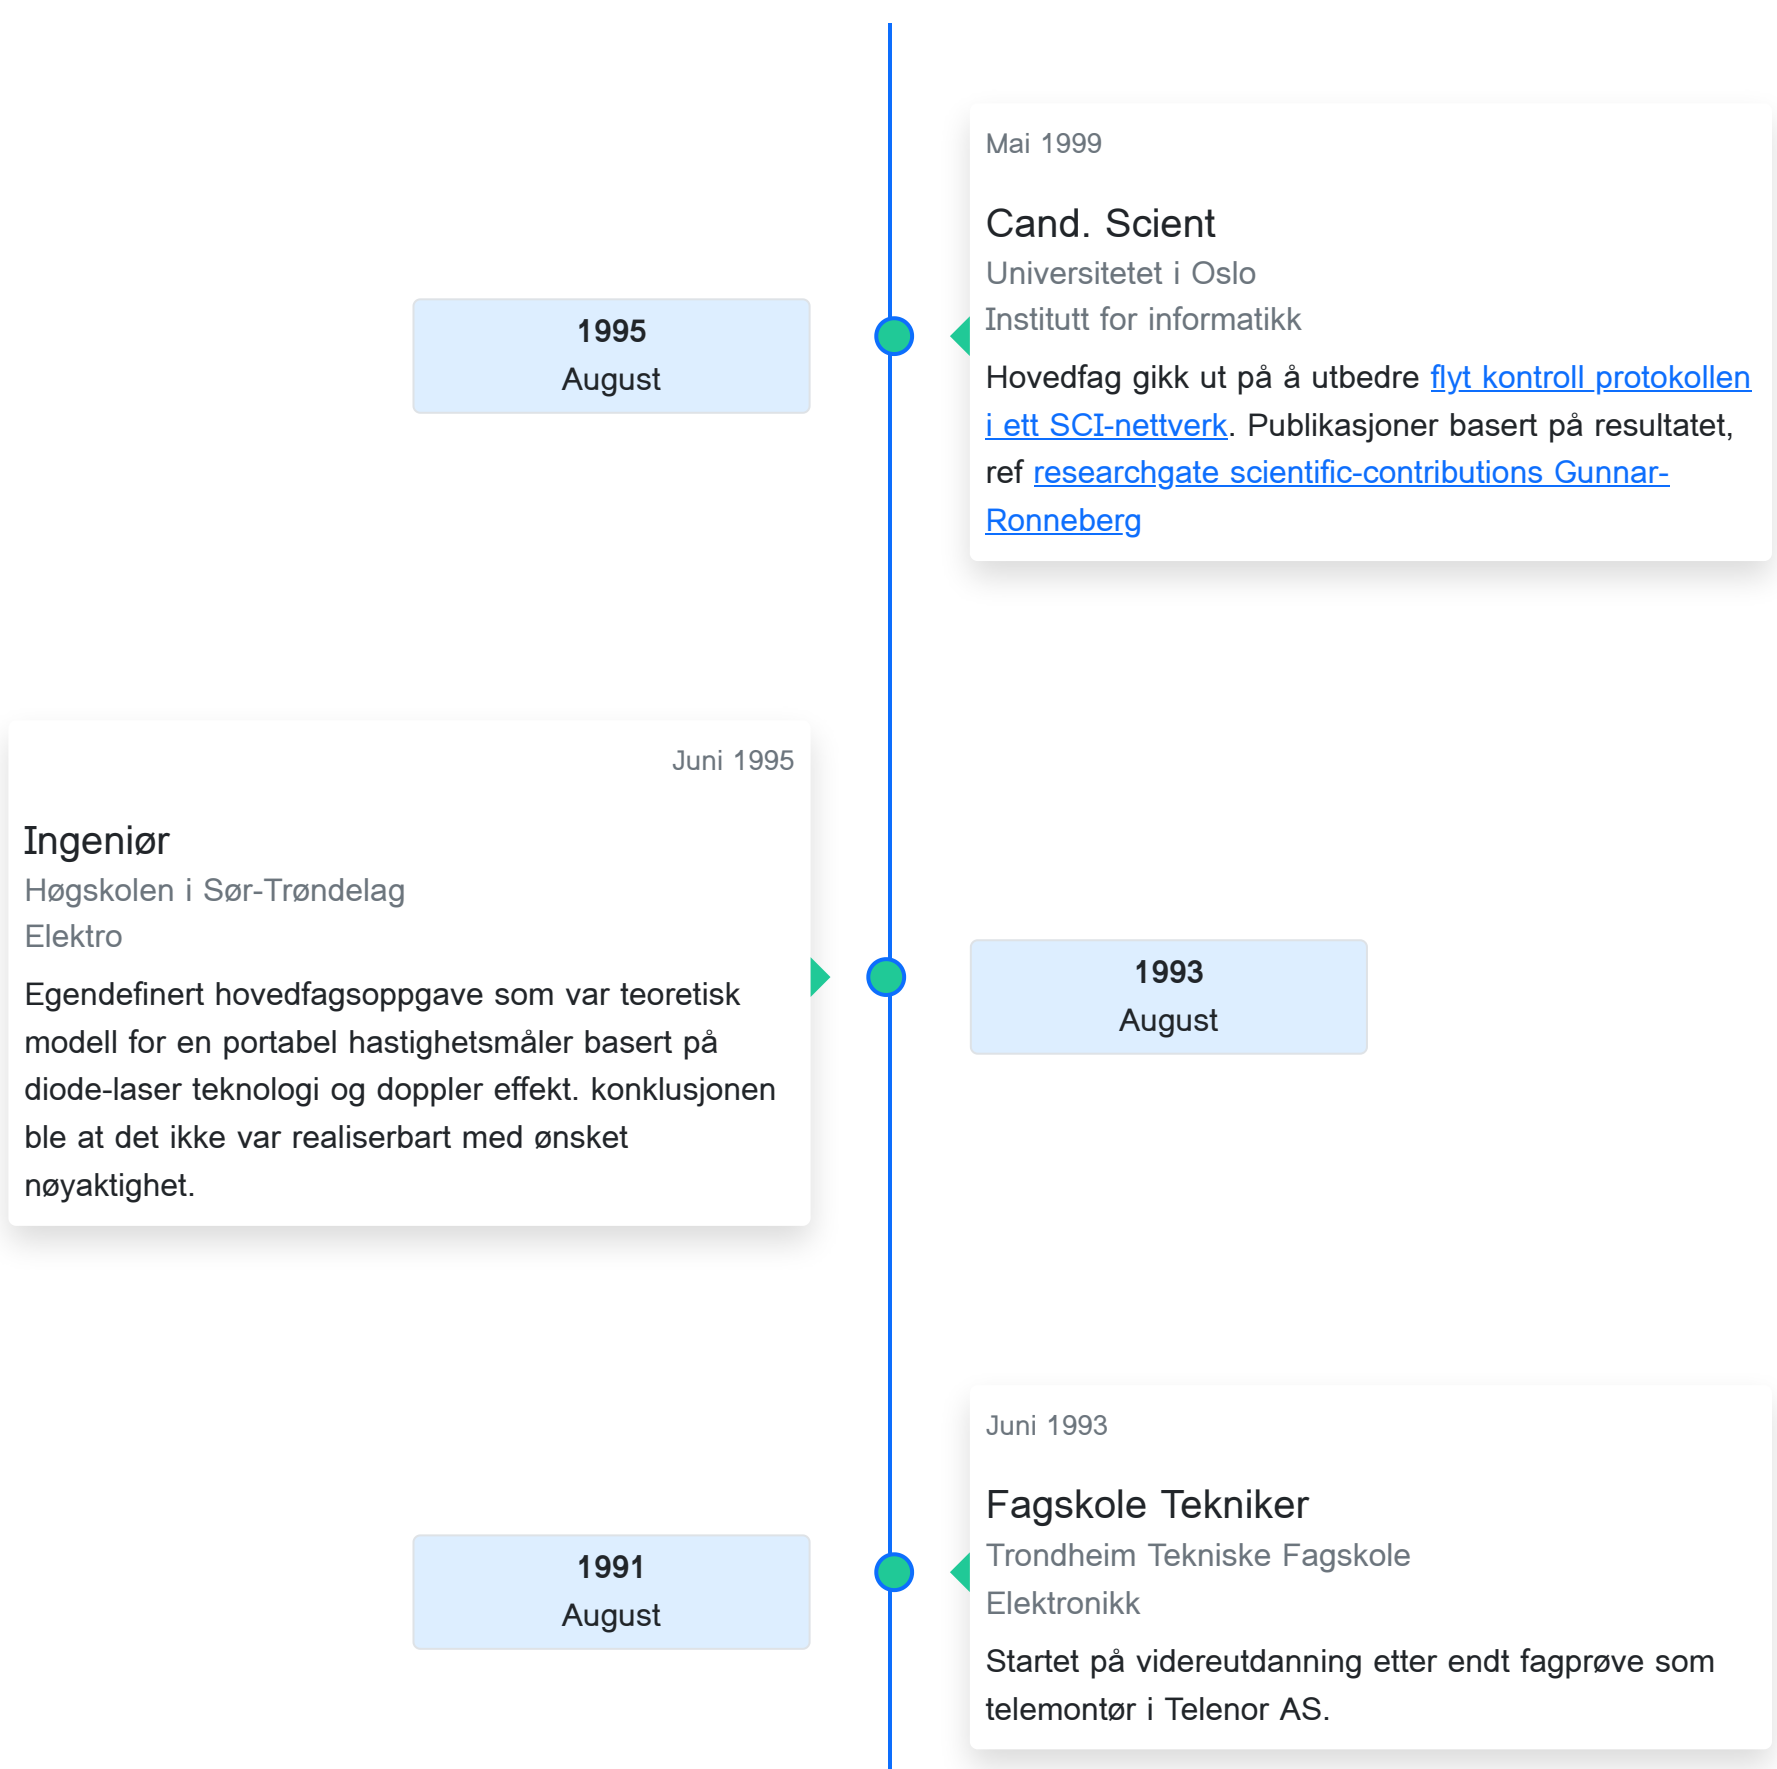 Mai 1999
Cand. Scient
Universitetet i Oslo
Institutt for informatikk
Hovedfag gikk ut på å utbedre flyt kontroll protokollen
i ett SCI-nettverk. Publikasjoner basert på resultatet,
ref researchgate scientific-contributions Gunnar-
Ronneberg
1995
August
Juni 1995
Ingeniør
Høgskolen i Sør-Trøndelag
Elektro
Egendefinert hovedfagsoppgave som var teoretisk
modell for en portabel hastighetsmåler basert på
diode-laser teknologi og doppler effekt. konklusjonen
ble at det ikke var realiserbart med ønsket
nøyaktighet.
1993
August
Juni 1993
Fagskole Tekniker
Trondheim Tekniske Fagskole
Elektronikk
Startet på videreutdanning etter endt fagprøve som
telemontør i Telenor AS.
1991
August